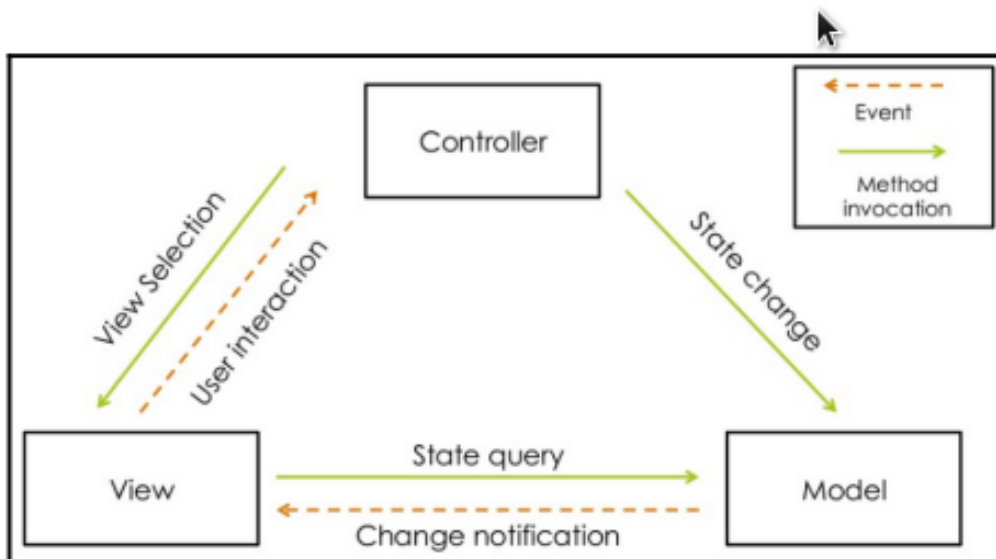 Controller
Event
Method
invocation
View Selection
User interaction
State change
View
State query
Change notification
Model